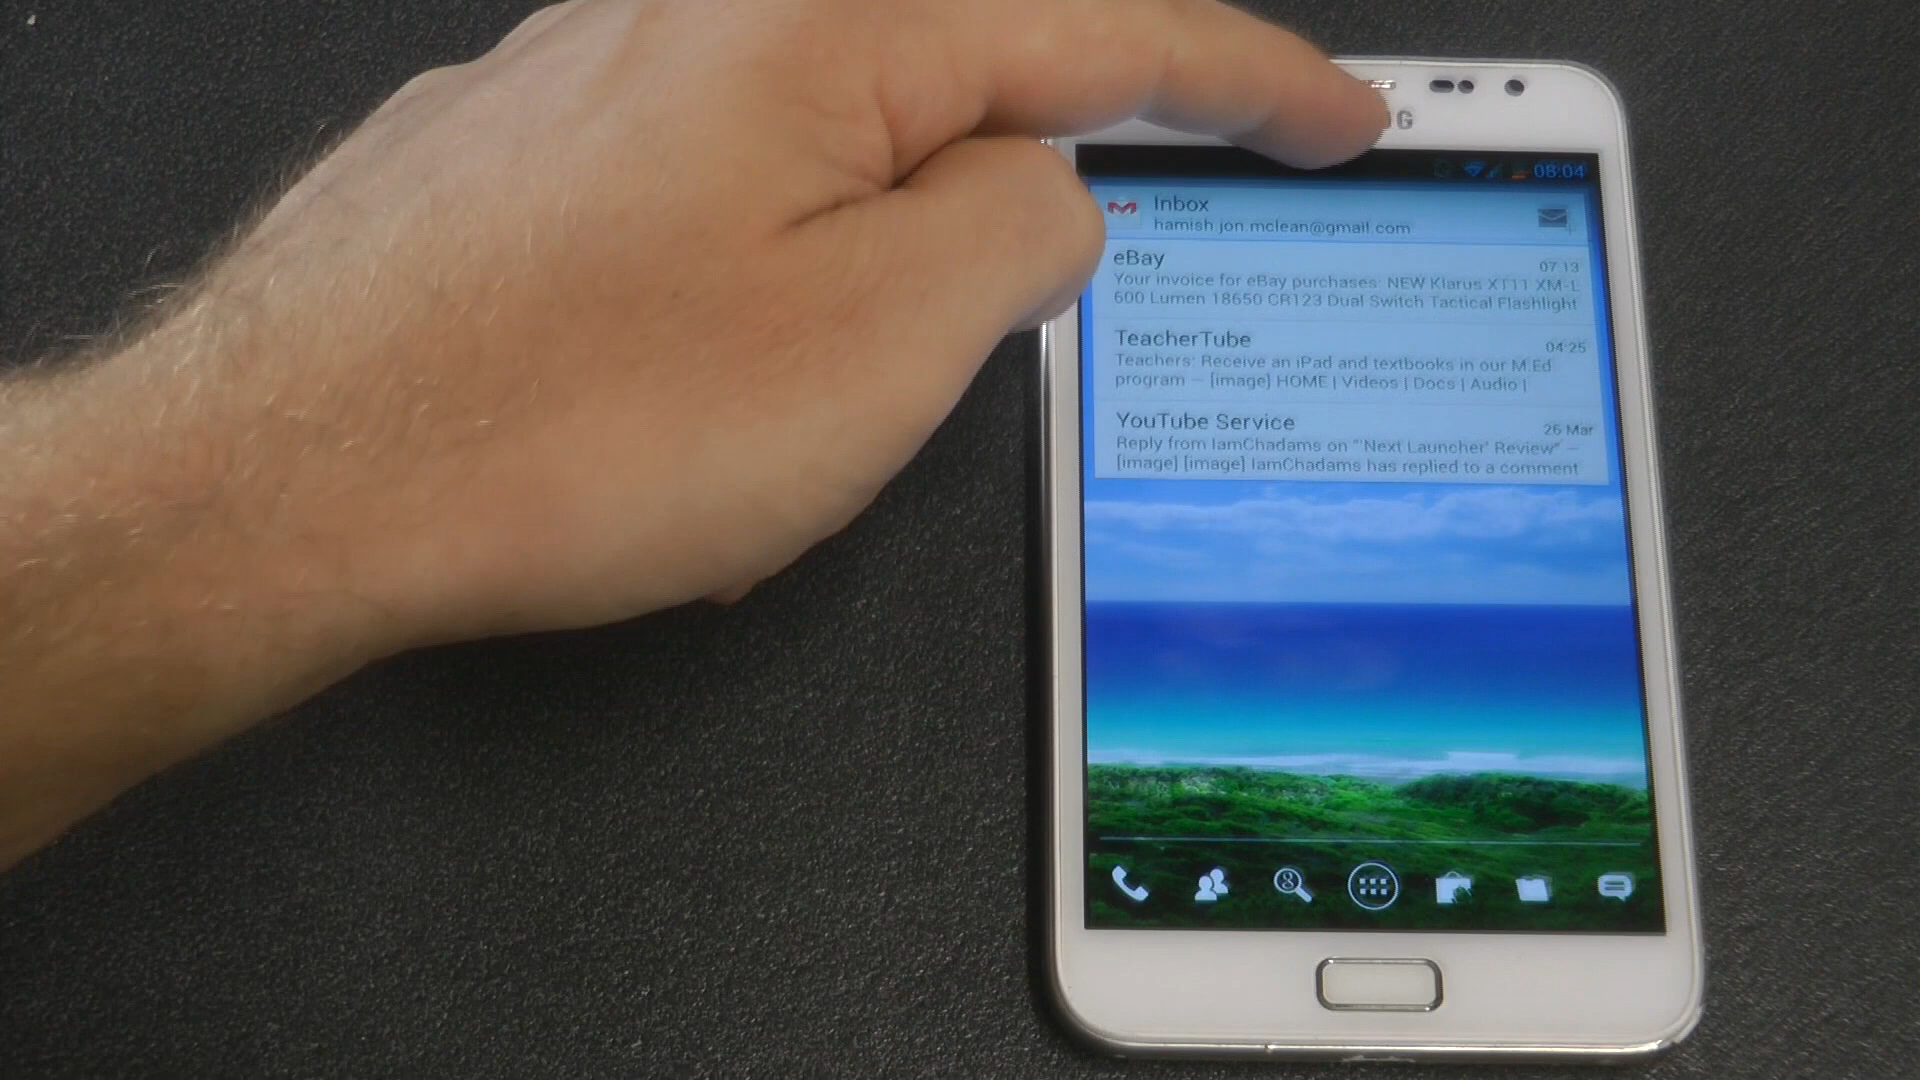 G
08:04
Inbox
hamish.jon.mclean@gmail.com
eBay 07:13
Your invoice for eBay purchases: NEW Klarus XT11 XM-L
600 Lumen 18650 CR123 Dual Switch Tactical Flashlight
TeacherTube 04:25
Teachers: Receive an iPad and textbooks in our M.Ed
program — [image] HOME | Videos | Docs | Audio |
YouTube Service 26 Mar
Reply from IamChadams on "'Next Launcher' Review" —
[image] [image] IamChadams has replied to a comment
8